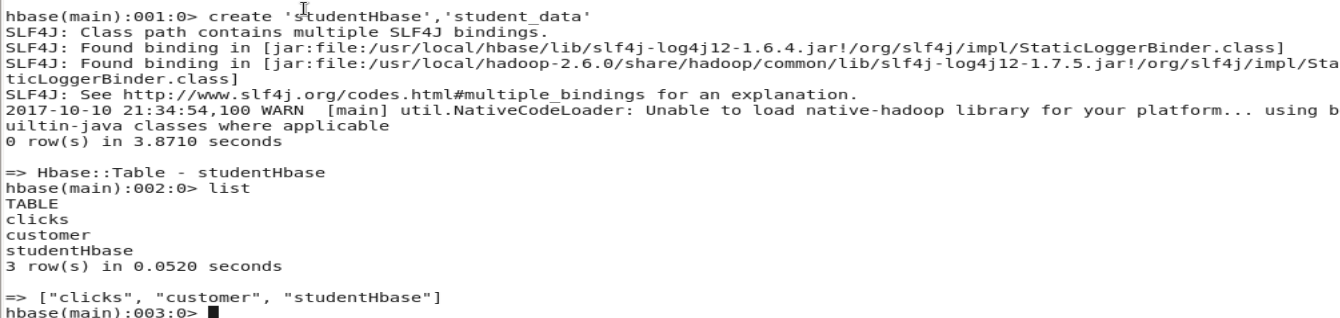 hbase(main):001:0> create 'studentHbase','student_data'
SLF4J: Class path contains multiple SLF4J bindings.
SLF4J: Found binding in [jar:file:/usr/local/hbase/lib/slf4j-log4j12-1.6.4.jar!/org/slf4j/impl/StaticLoggerBinder.class]
SLF4J: Found binding in [jar:file:/usr/local/hadoop-2.6.0/share/hadoop/common/lib/slf4j-log4j12-1.7.5.jar!/org/slf4j/impl/Sta
ticLoggerBinder.class]
SLF4J: See http://www.slf4j.org/codes.html#multiple_bindings for an explanation.
2017-10-10 21:34:54,100 WARN  [main] util.NativeCodeLoader: Unable to load native-hadoop library for your platform... using b
uiltin-java classes where applicable
0 row(s) in 3.8710 seconds
=> Hbase::Table - studentHbase
hbase(main):002:0> list
TABLE
clicks
customer
studentHbase
3 row(s) in 0.0520 seconds
=> ["clicks", "customer", "studentHbase"]
hbase(main):003:0>